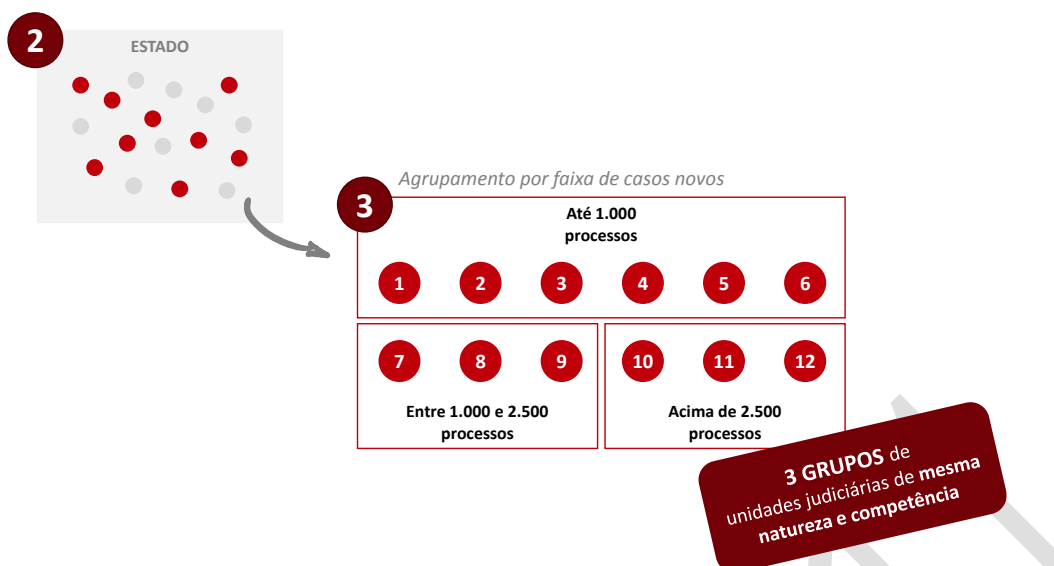 2
ESTADO
Agrupamento por faixa de casos novos
3
Até 1.000
processos
1 2 3 4 5 6
7 8 9 10 11 12
Entre 1.000 e 2.500
processos
Acima de 2.500
processos
3 GRUPOS de
unidades judiciárias de mesma
natureza e competência